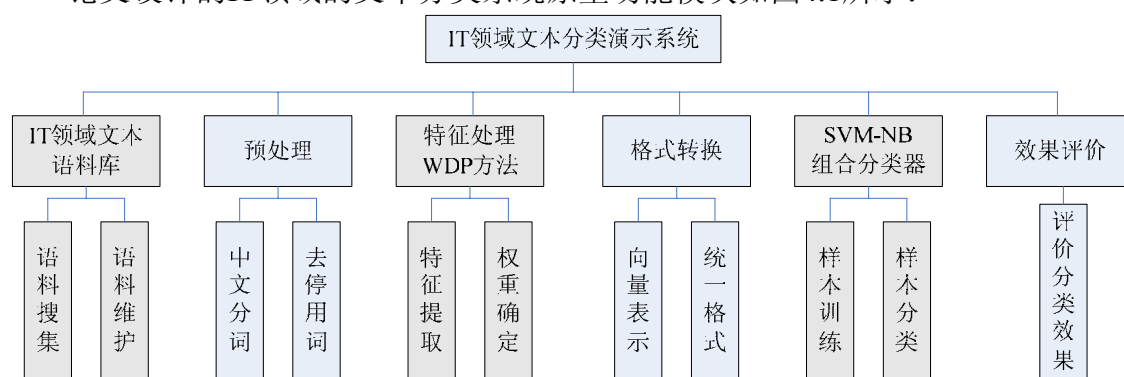 IT领域文本分类演示系统
IT领域文本
语料库
预处理
特征处理
WDP方法
格式转换
SVM-NB
组合分类器
效果评价
语料搜集
语料维护
中文分词
去停用词
特征提取
权重确定
向量表示
统一格式
样本训练
样本分类
评价分类效果